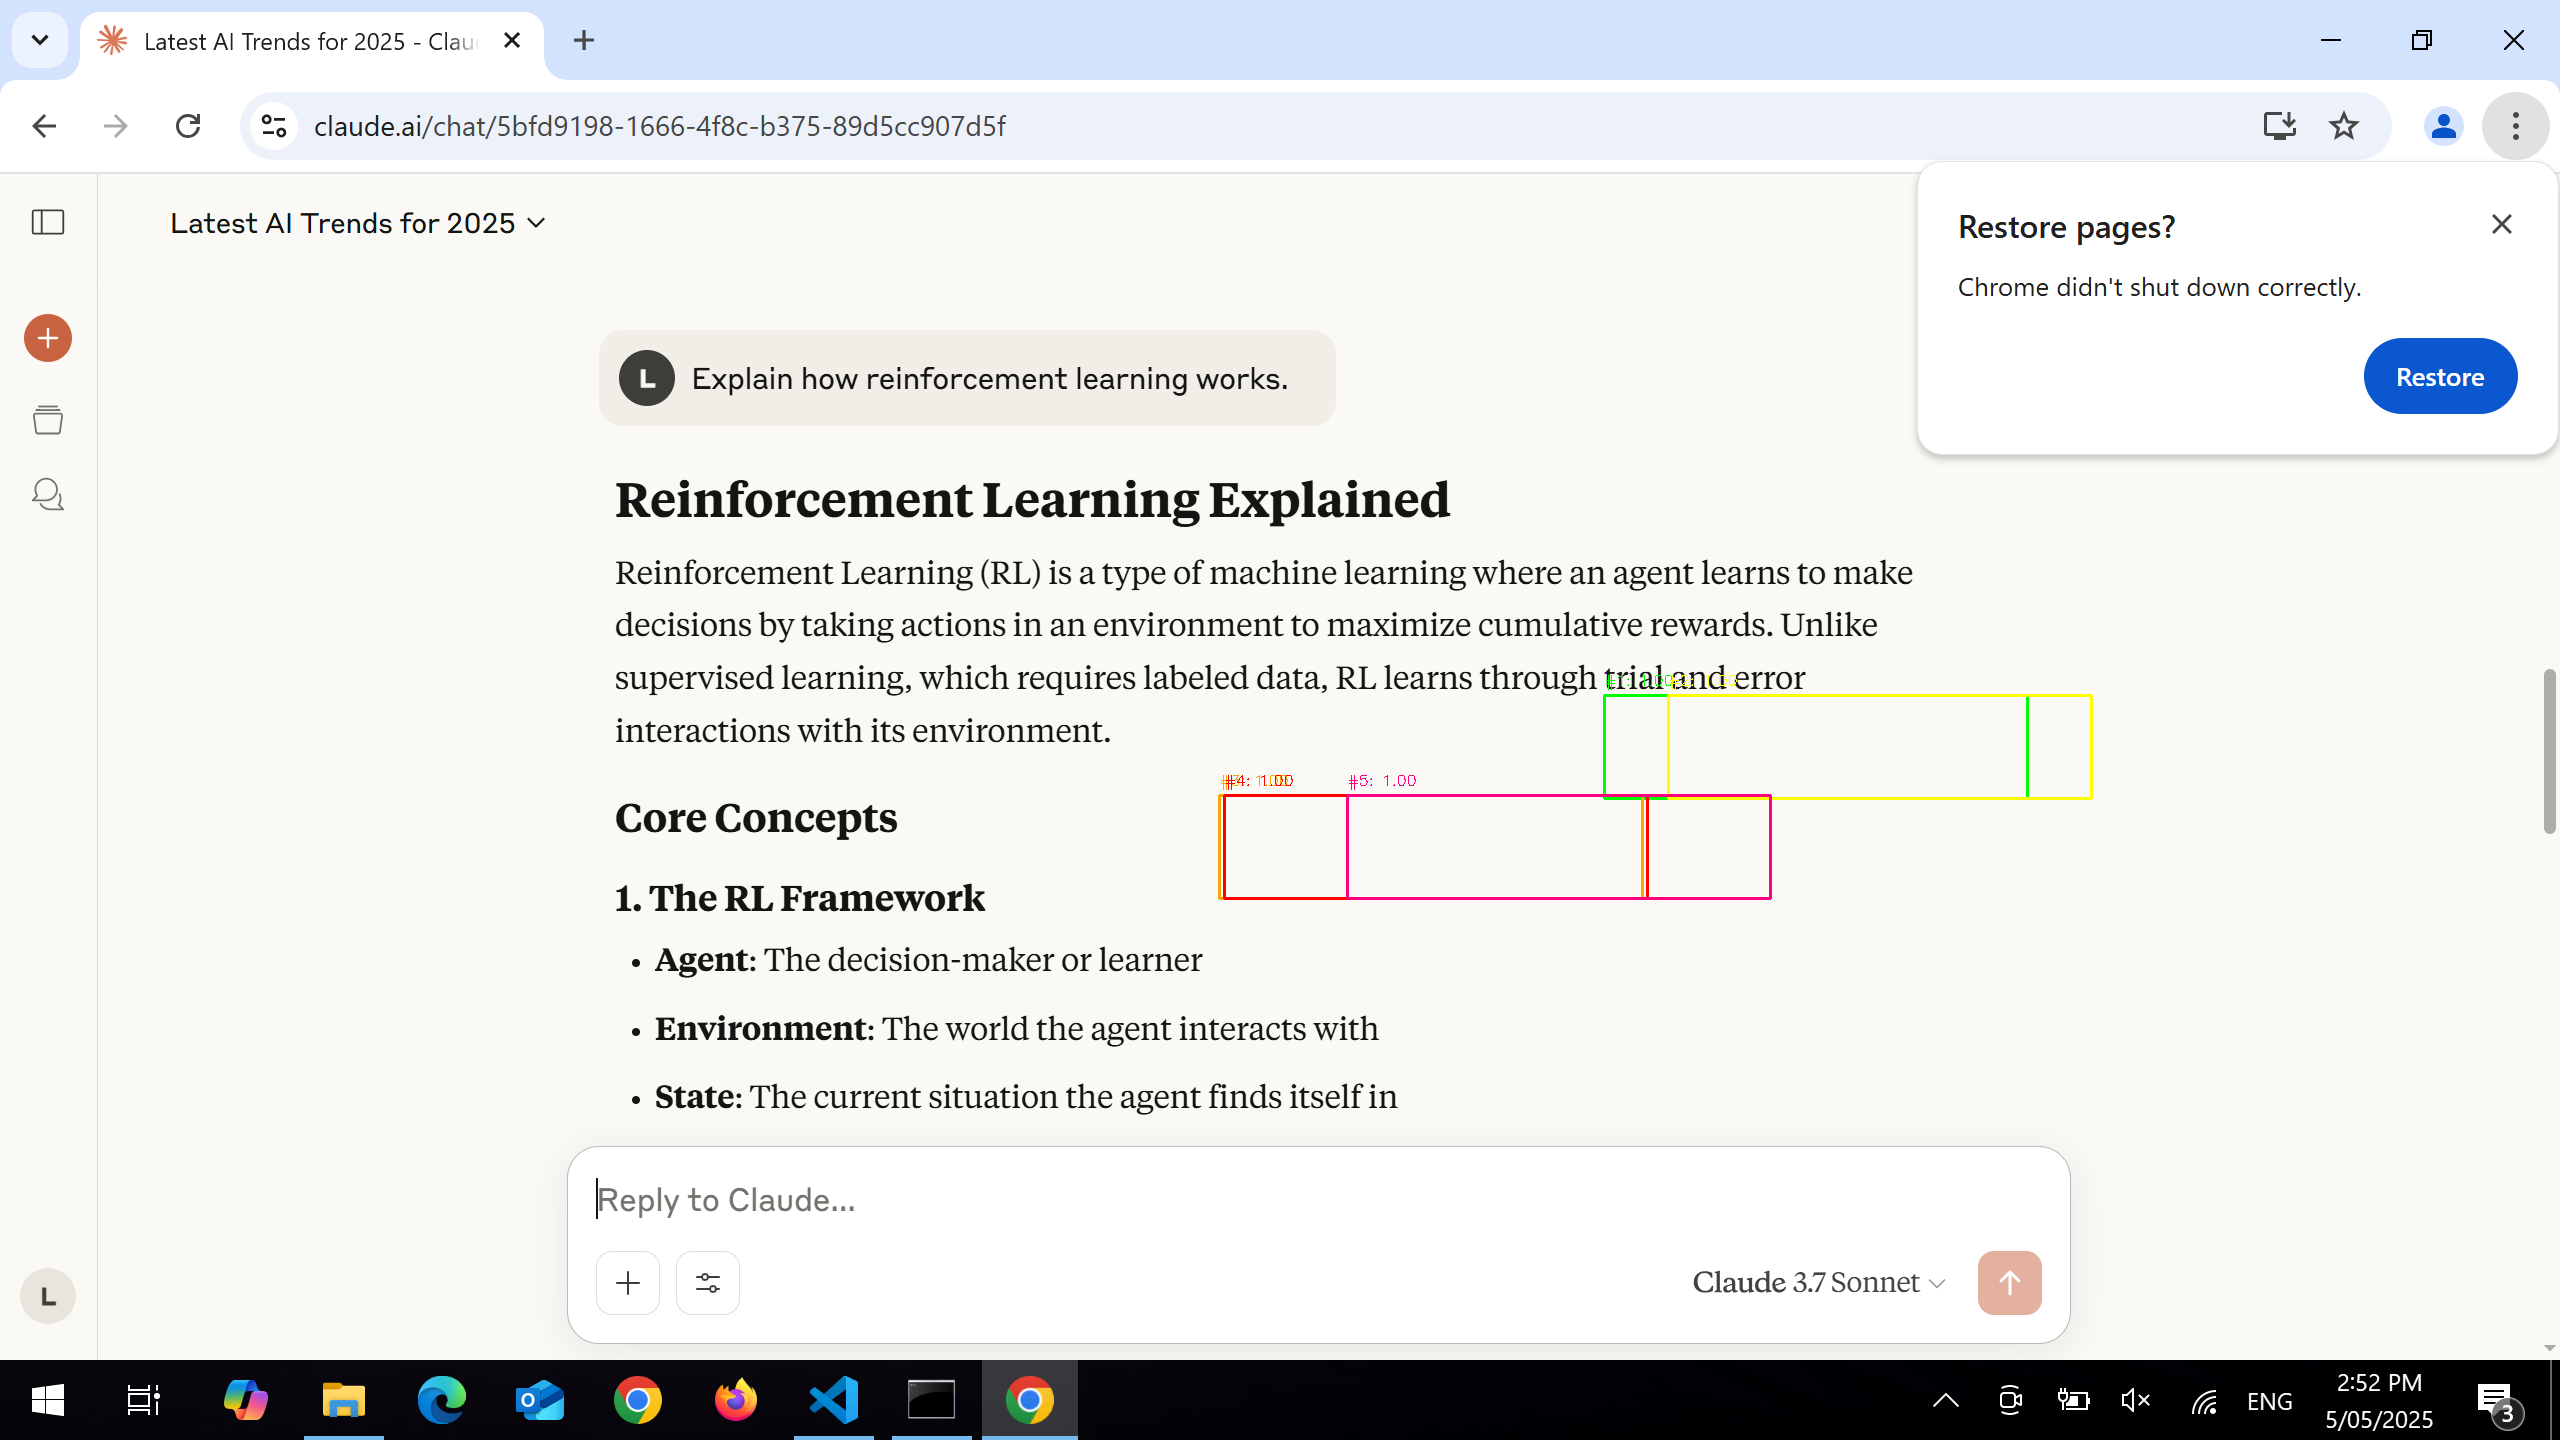 Latest AI Trends for 2025 - Clau
claude.ai/chat/5bfd9198-1666-4f8c-b375-89d5cc907d5f
Latest AI Trends for 2025
Restore pages?
Chrome didn't shut down correctly.
Restore
L Explain how reinforcement learning works.
Reinforcement Learning Explained
Reinforcement Learning (RL) is a type of machine learning where an agent learns to make
decisions by taking actions in an environment to maximize cumulative rewards. Unlike
supervised learning, which requires labeled data, RL learns through trial and error
interactions with its environment.
#4: 1.00
#5: 1.00
Core Concepts
1. The RL Framework
• Agent: The decision-maker or learner
• Environment: The world the agent interacts with
• State: The current situation the agent finds itself in
Reply to Claude...
Claude 3.7 Sonnet
L
ENG
2:52 PM
5/05/2025
3